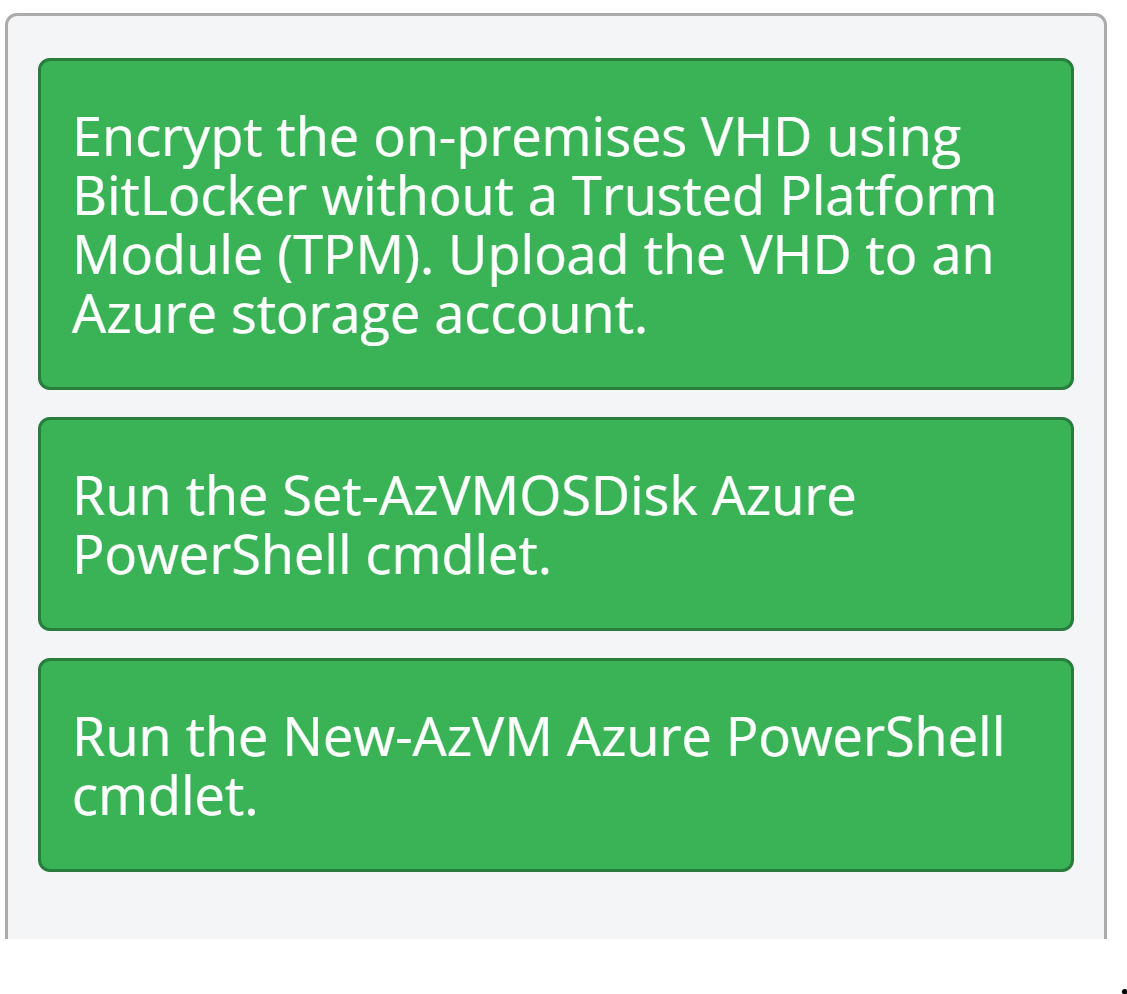 Encrypt the on-premises VHD using
BitLocker without a Trusted Platform
Module (TPM). Upload the VHD to an
Azure storage account.
Run the Set-AzVMOSDisk Azure
PowerShell cmdlet.
Run the New-AzVM Azure PowerShell
cmdlet.
.